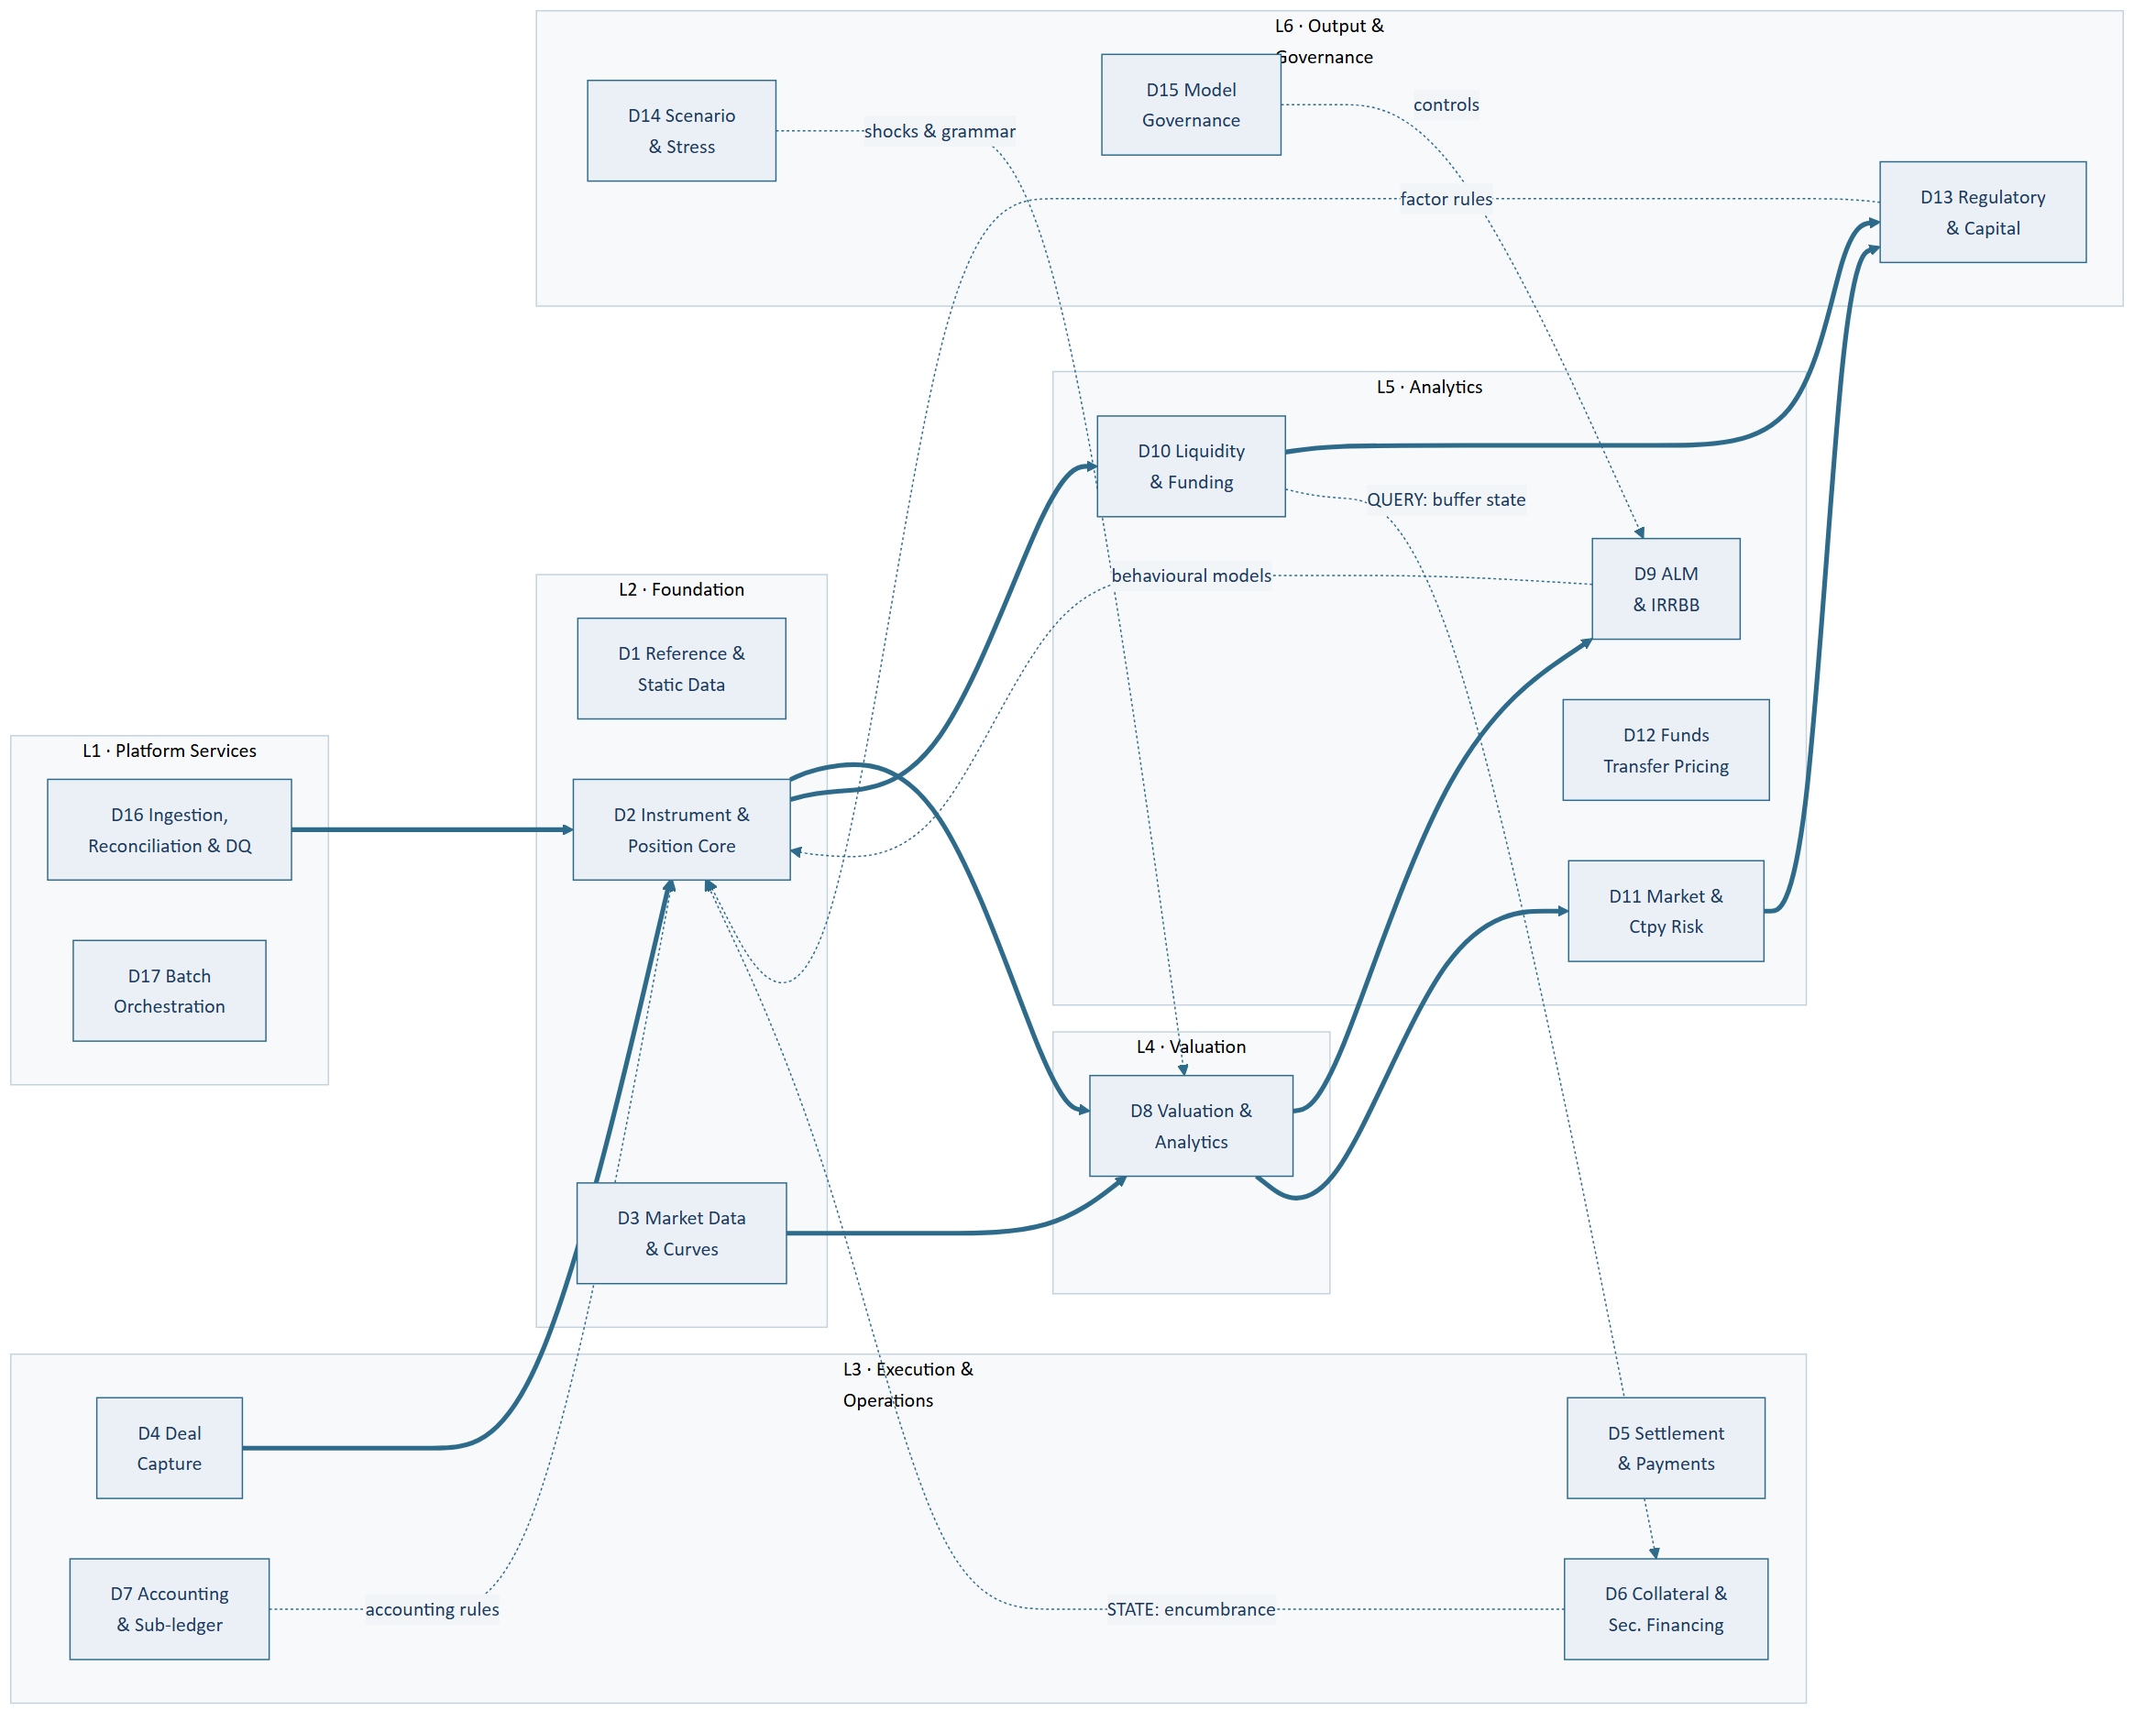 L6 · Output &
Governance
D14 Scenario
& Stress
shocks & grammar
D15 Model
Governance
controls
factor rules
D13 Regulatory
& Capital
L5 · Analytics
D10 Liquidity
& Funding
QUERY: buffer state
behavioural models
D9 ALM
& IRRBB
D12 Funds
Transfer Pricing
D11 Market &
Ctpy Risk
L2 · Foundation
D1 Reference &
Static Data
D2 Instrument &
Position Core
D3 Market Data
& Curves
L1 · Platform Services
D16 Ingestion,
Reconciliation & DQ
D17 Batch
Orchestration
L4 · Valuation
D8 Valuation &
Analytics
L3 · Execution &
Operations
D4 Deal
Capture
D5 Settlement
& Payments
D7 Accounting
& Sub-ledger
accounting rules
STATE: encumbrance
D6 Collateral &
Sec. Financing